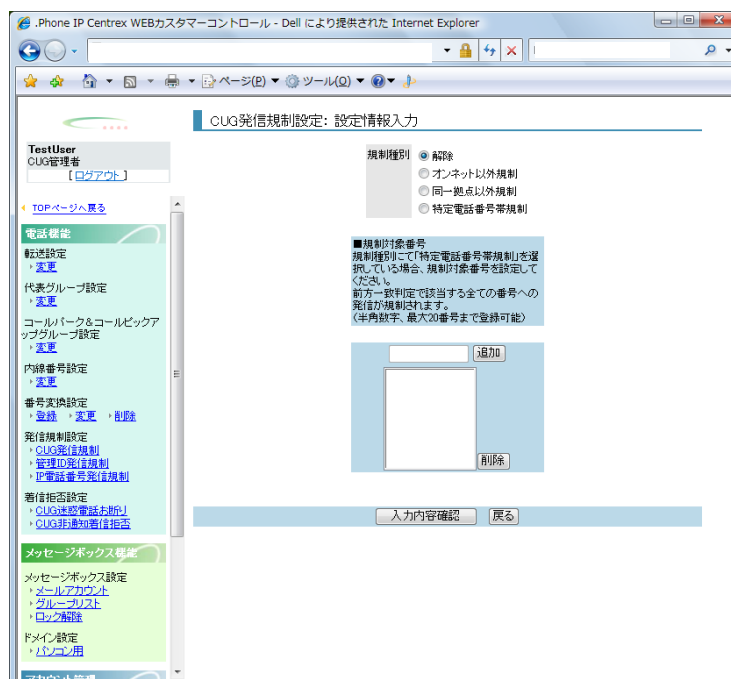 .Phone IP Centrex WEBカスタマーコントロール - Dell により提供された Internet Explorer
ページ(P)
ツール(O)
TestUser
CUG管理者
[ ログアウト ]
TOPページへ戻る
電話機能
転送設定
変更
代表グループ設定
変更
コールパーク&コールピックア
ップグループ設定
変更
内線番号設定
変更
番号変換設定
登録 変更 削除
発信規制設定
CUG発信規制
管理ID発信規制
IP電話番号発信規制
着信拒否設定
CUG迷惑電話お断り
CUG非通知着信拒否
メッセージボックス機能
メッセージボックス設定
メールアカウント
グループリスト
ロック解除
ドメイン設定
パソコン用
アカウント管理
CUG発信規制設定: 設定情報入力
規制種別
解除
オンネット以外規制
同一拠点以外規制
特定電話番号帯規制
■規制対象番号
規制種別にて「特定電話番号帯規制」を選
択している場合、規制対象番号を設定して
ください。
前方一致判定で該当する全ての番号への
発信が規制されます。
(半角数字、最大20番号まで登録可能)
追加
削除
入力内容確認 戻る